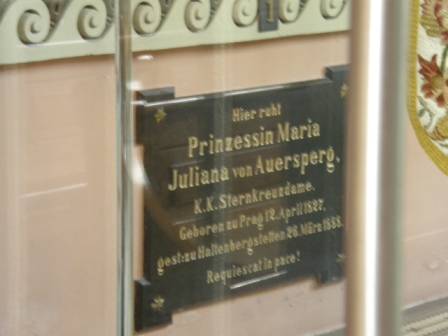 Hier ruht
Prinzessin Maria
Juliana von Auersperg,
K.K. Sternkreuzdame.
Geboren zu Prag 12. April 1827,
gest: zu Haltenbergstetten 26. März 1888.
Requiescat in pace!